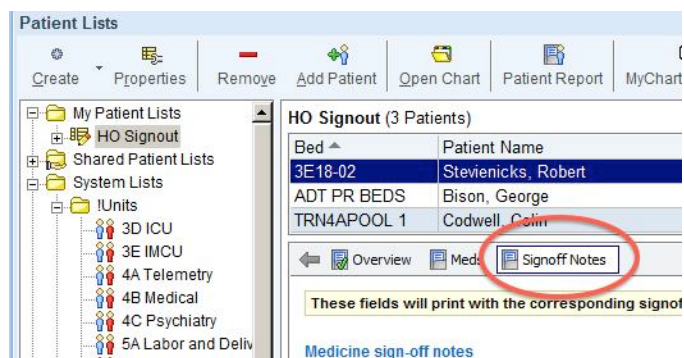 Patient Lists
Create Properties Remove Add Patient Open Chart Patient Report MyChart
My Patient Lists
HO Signout
Shared Patient Lists
System Lists
!Units
3D ICU
3E IMCU
4A Telemetry
4B Medical
4C Psychiatry
5A Labor and Deliv
HO Signout (3 Patients)
Bed Patient Name
3E18-02 Stevienicks, Robert
ADT PR BEDS Bison, George
TRN4APOOL 1 Codwell, Colin
Overview Meds Signoff Notes
These fields will print with the corresponding signof
Medicine sign-off notes